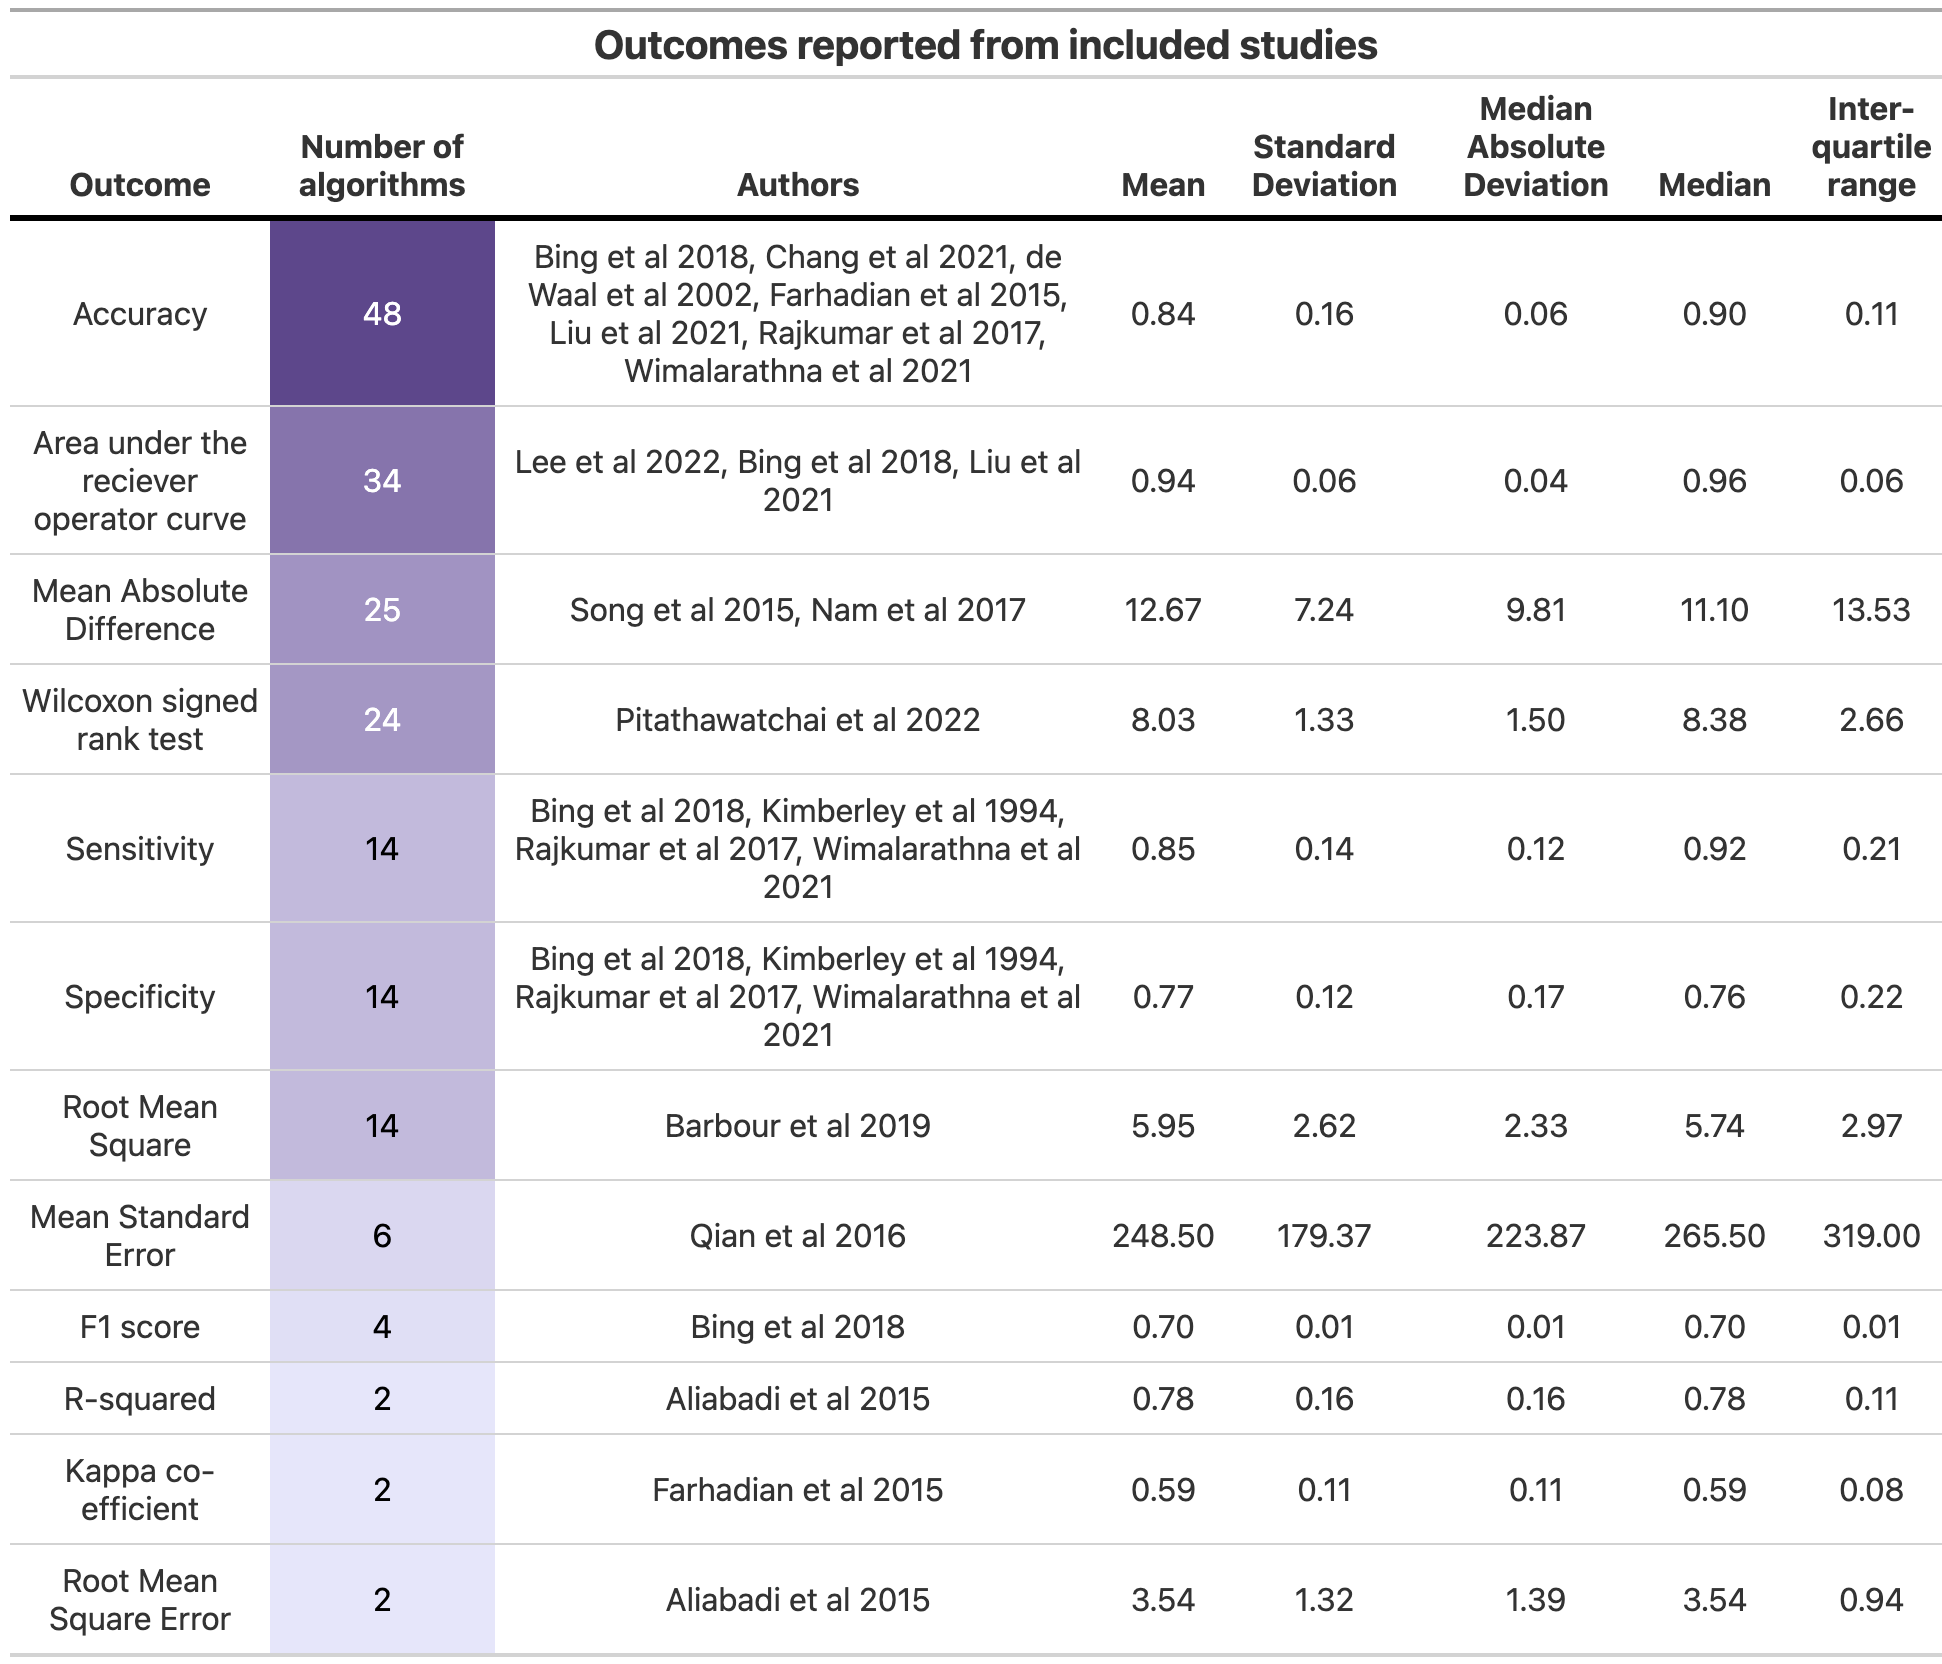 Outcomes reported from included studies
Outcome
Number of
algorithms
Authors
Mean
Standard
Deviation
Median
Absolute
Deviation
Median
Inter-
quartile
range
Accuracy
48
Bing et al 2018, Chang et al 2021, de
Waal et al 2002, Farhadian et al 2015,
Liu et al 2021, Rajkumar et al 2017,
Wimalarathna et al 2021
0.84
0.16
0.06
0.90
0.11
Area under the
reciever
operator curve
34
Lee et al 2022, Bing et al 2018, Liu et al
2021
0.94
0.06
0.04
0.96
0.06
Mean Absolute
Difference
25
Song et al 2015, Nam et al 2017
12.67
7.24
9.81
11.10
13.53
Wilcoxon signed
rank test
24
Pitathawatchai et al 2022
8.03
1.33
1.50
8.38
2.66
Sensitivity
14
Bing et al 2018, Kimberley et al 1994,
Rajkumar et al 2017, Wimalarathna et al
2021
0.85
0.14
0.12
0.92
0.21
Specificity
14
Bing et al 2018, Kimberley et al 1994,
Rajkumar et al 2017, Wimalarathna et al
2021
0.77
0.12
0.17
0.76
0.22
Root Mean
Square
14
Barbour et al 2019
5.95
2.62
2.33
5.74
2.97
Mean Standard
Error
6
Qian et al 2016
248.50
179.37
223.87
265.50
319.00
F1 score
4
Bing et al 2018
0.70
0.01
0.01
0.70
0.01
R-squared
2
Aliabadi et al 2015
0.78
0.16
0.16
0.78
0.11
Kappa co-
efficient
2
Farhadian et al 2015
0.59
0.11
0.11
0.59
0.08
Root Mean
Square Error
2
Aliabadi et al 2015
3.54
1.32
1.39
3.54
0.94